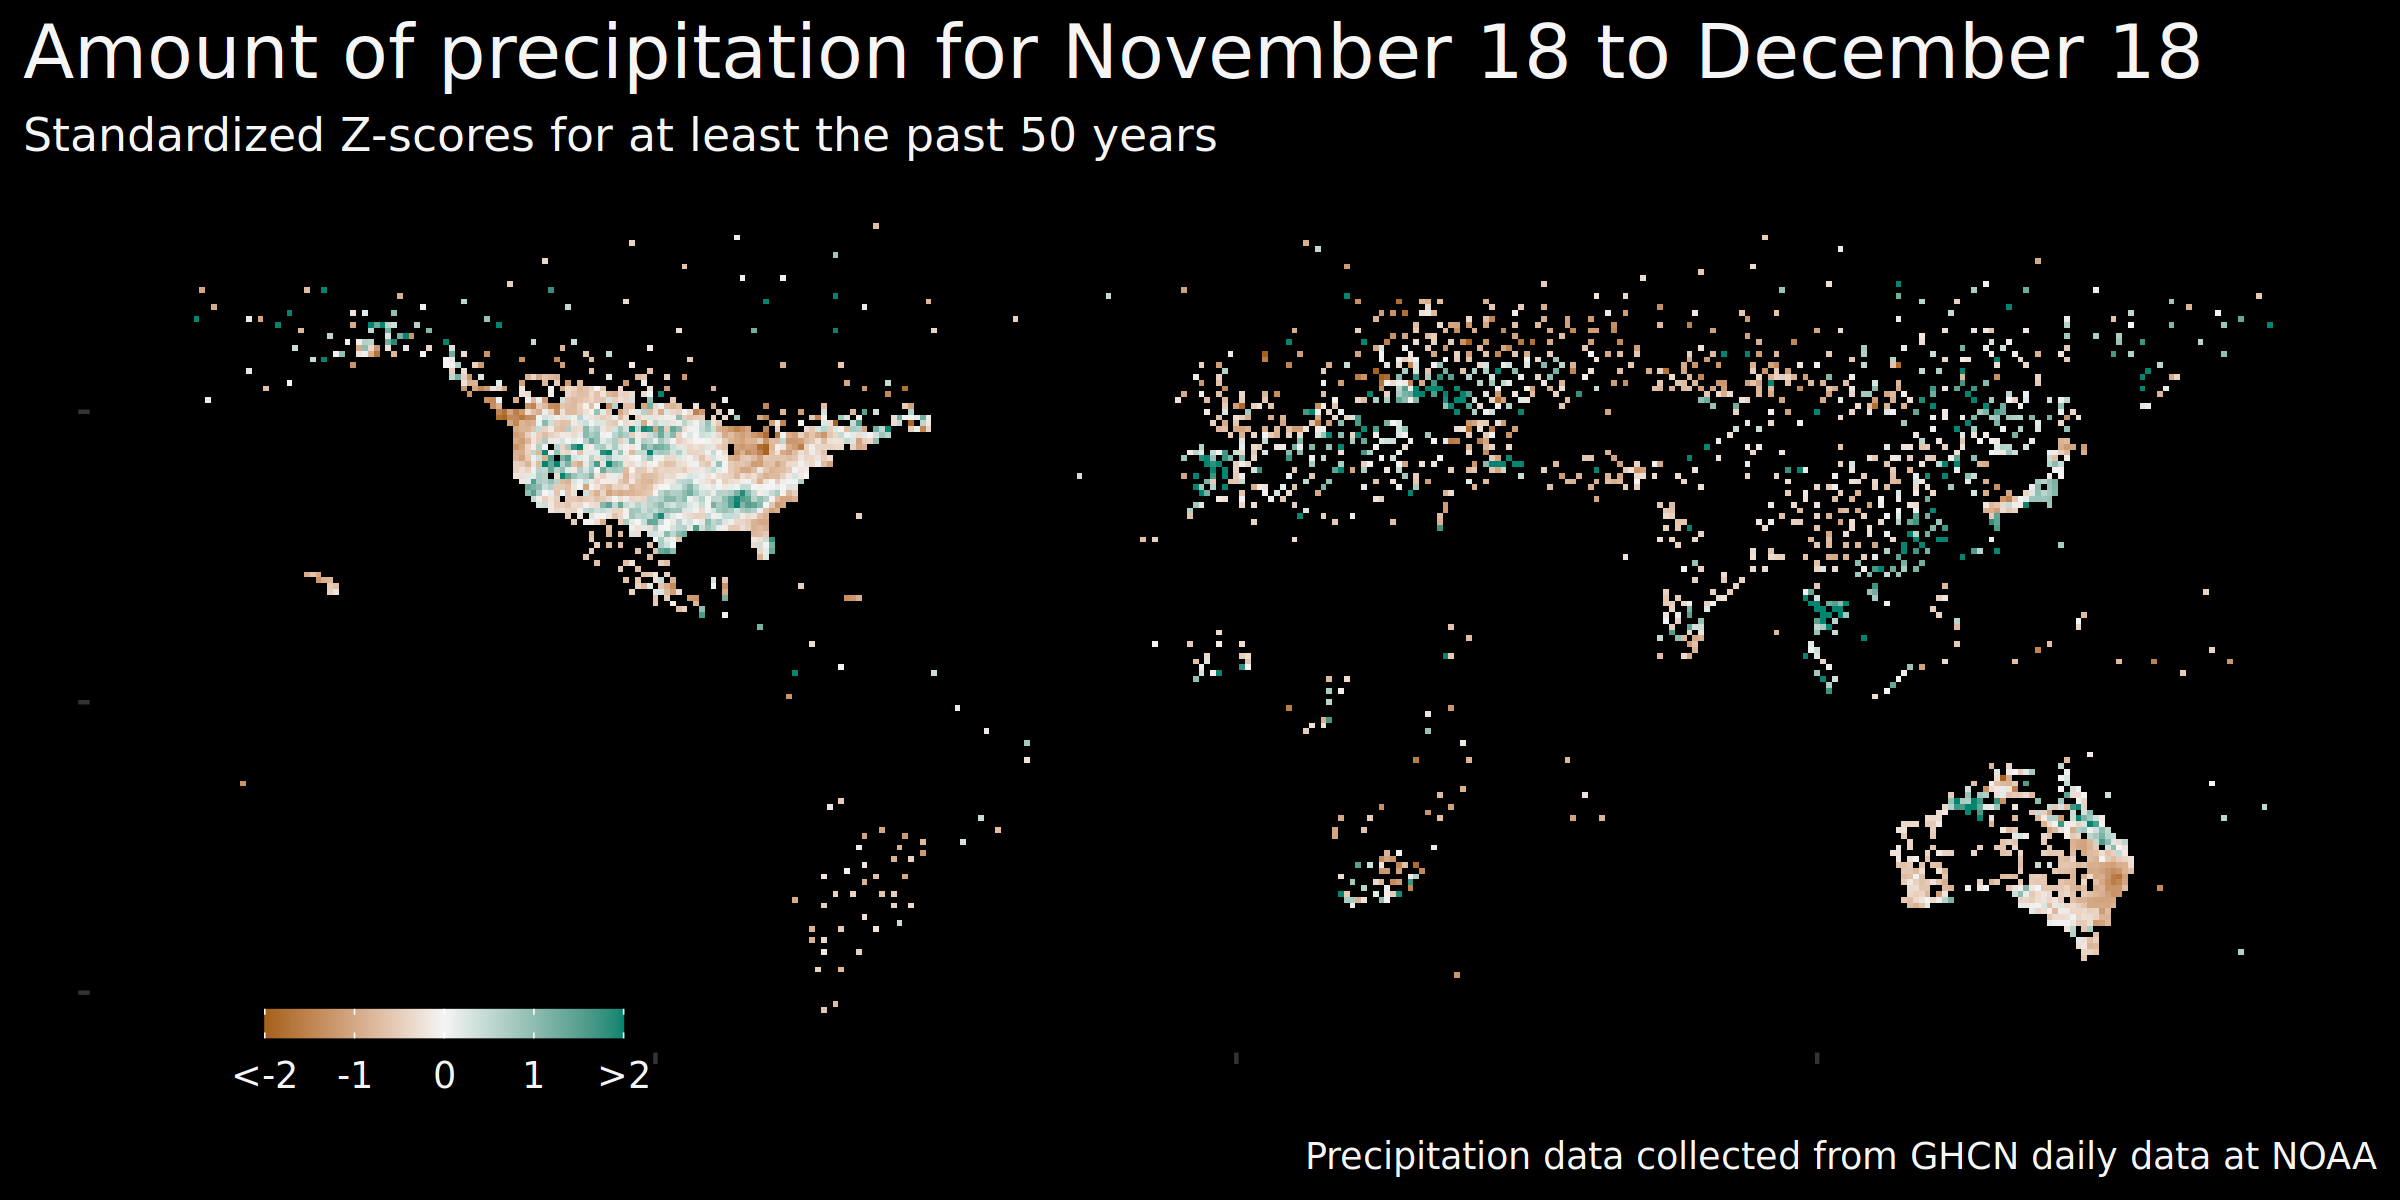 Amount of precipitation for November 18 to December 18
Standardized Z-scores for at least the past 50 years
<-2 -1 0 1 >2
Precipitation data collected from GHCN daily data at NOAA